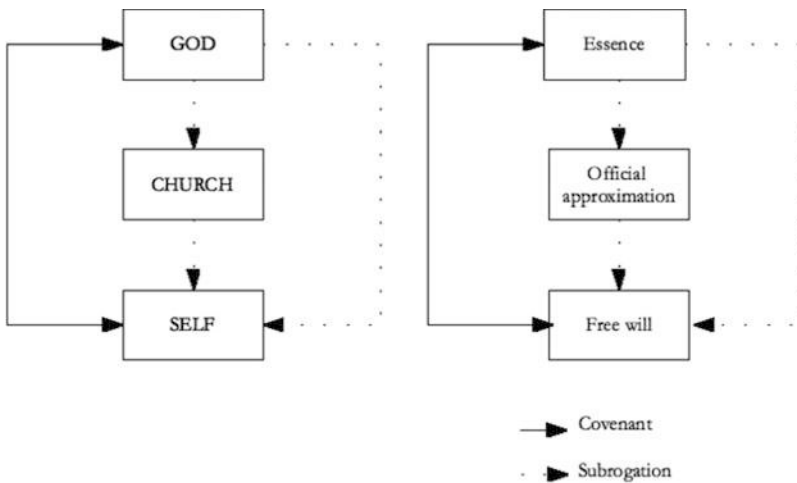 GOD
Essence
CHURCH
Official
approximation
SELF
Free will
Covenant
Subrogation